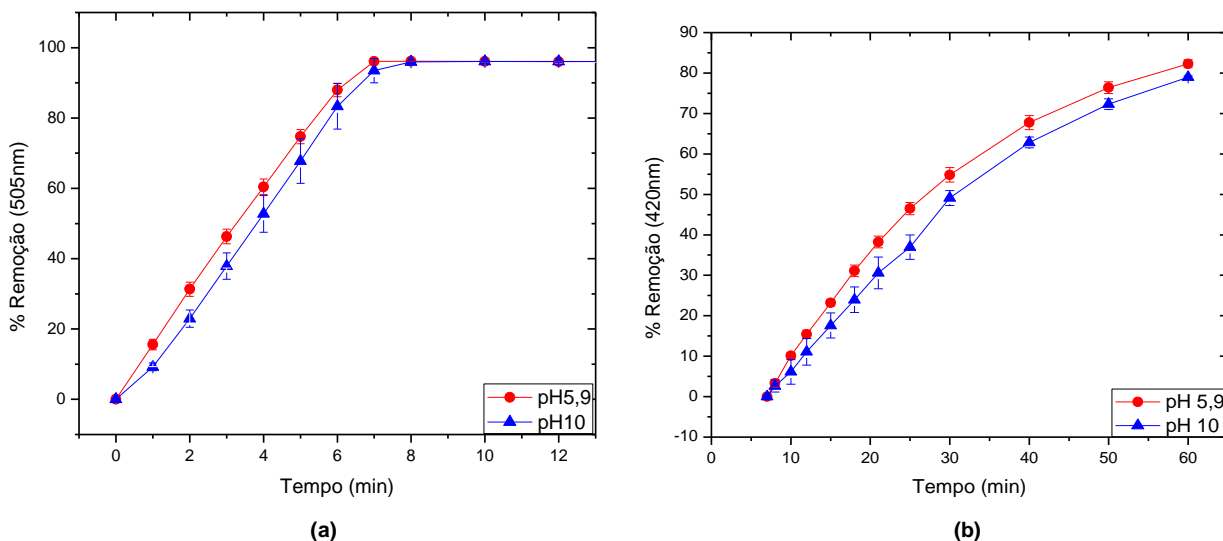 % Remoção (505nm)
100
80
60
40
20
0
pH5,9
pH10
0 2 4 6 8 10 12
Tempo (min)
(a)
% Remoção (420nm)
90
80
70
60
50
40
30
20
10
0
-10
pH 5,9
pH 10
0 10 20 30 40 50 60
Tempo (min)
(b)